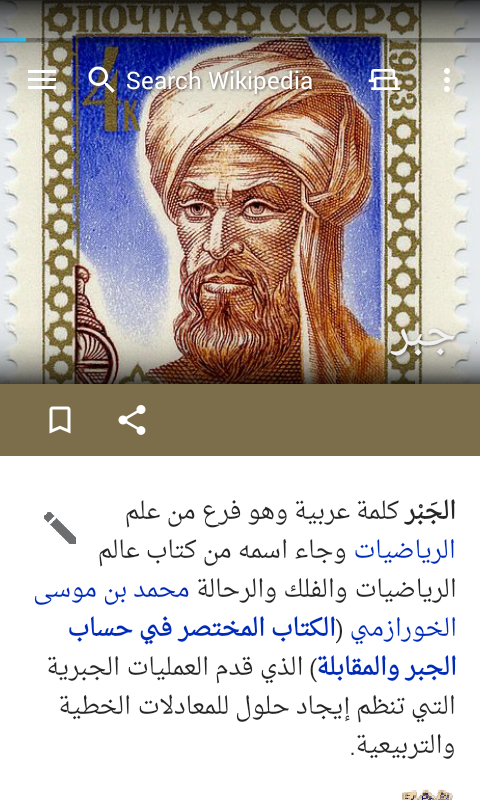 ПОЧТА СССР
1983
4к
Search Wikipedia
جبر
الجَبْر كلمة عربية وهو فرع من علم
الرياضيات وجاء اسمه من كتاب عالم
الرياضيات والفلك والرحالة محمد بن موسى
الخورازمي (الكتاب المختصر في حساب
الجبر والمقابلة) الذي قدم العمليات الجبرية
التي تنظم إيجاد حلول للمعادلات الخطية
والتربيعية.